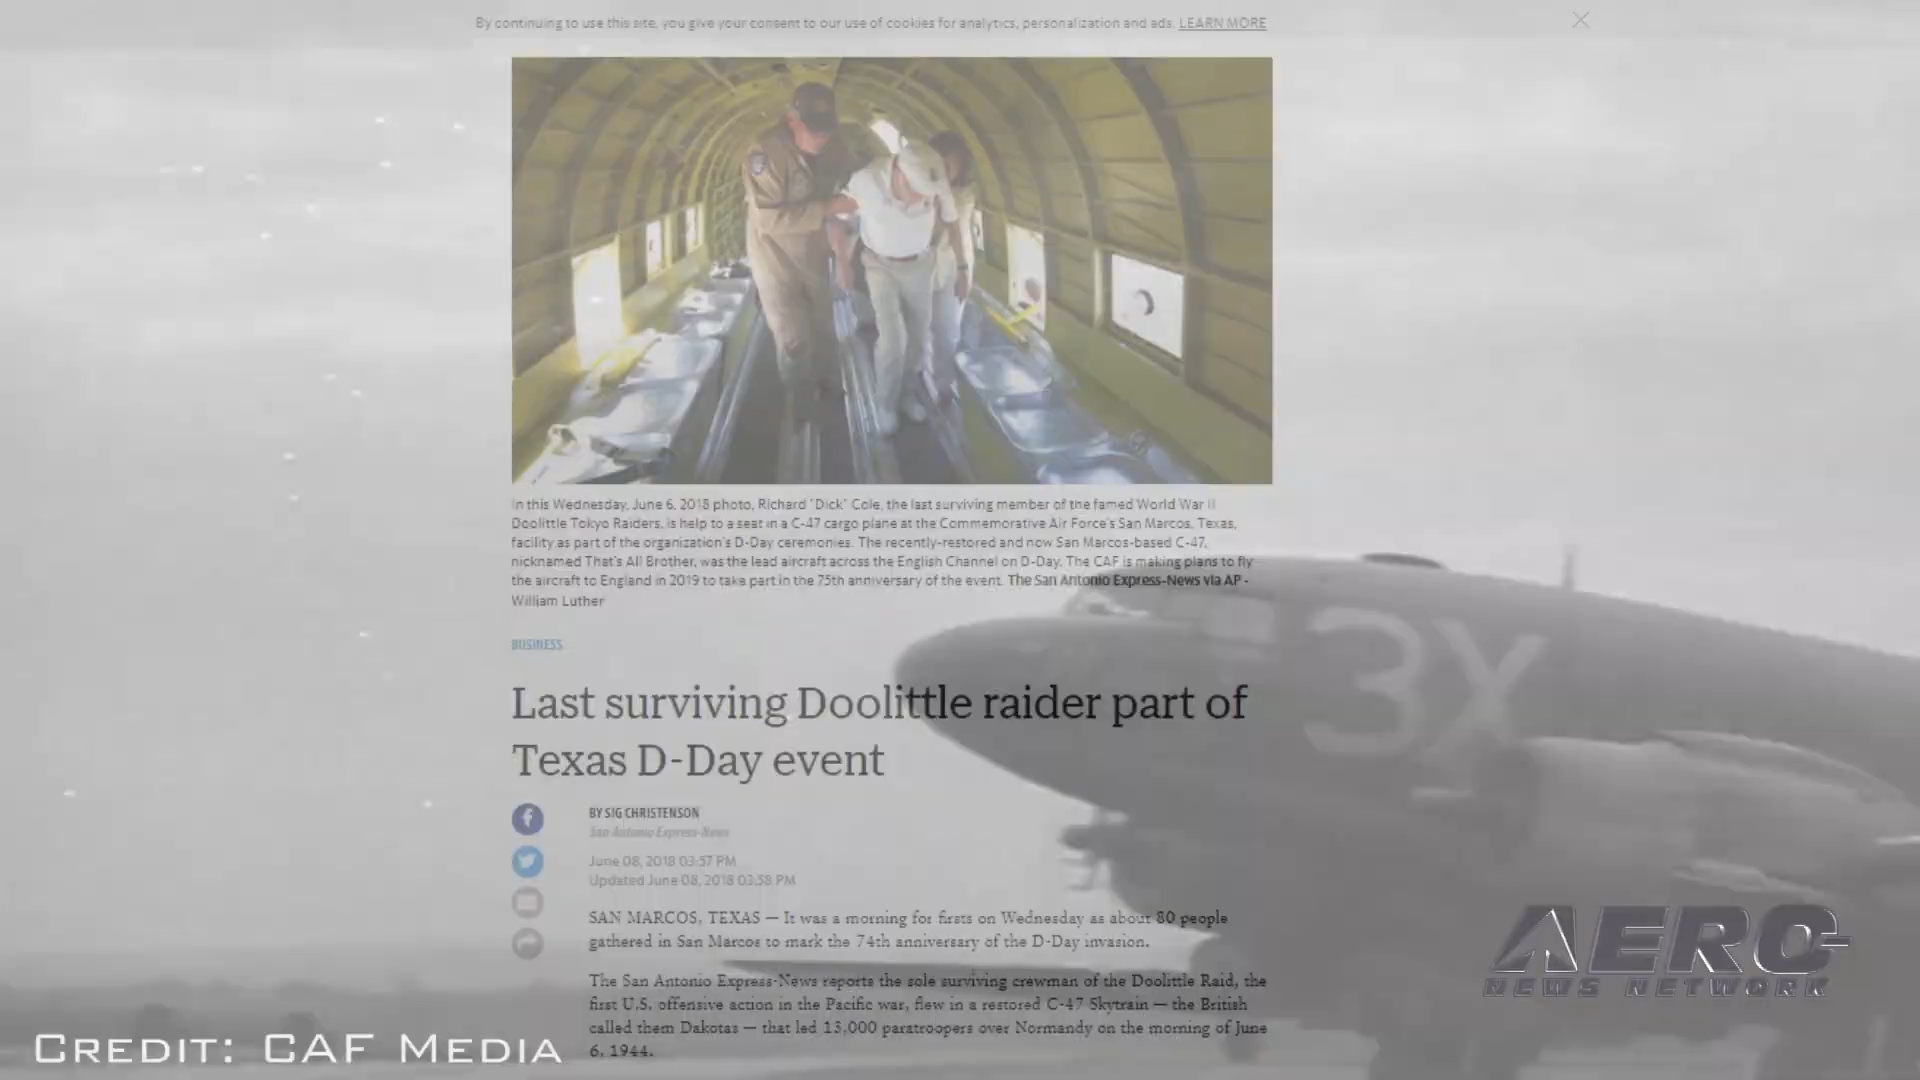 By continuing to use this site, you give your consent to our use of cookies for analytics, personalization and ads. LEARN MORE
In this Wednesday, June 6, 2018 photo, Richard "Dick" Cole, the last surviving member of the famed World War II
Doolittle Tokyo Raiders, is help to a seat in a C-47 cargo plane at the Commemorative Air Force's San Marcos, Texas,
facility as part of the organization's D-Day ceremonies. The recently-restored and now San Marcos-based C-47,
nicknamed That's All Brother, was the lead aircraft across the English Channel on D-Day. The CAF is making plans to fly
the aircraft to England in 2019 to take part in the 75th anniversary of the event. The San Antonio Express-News via AP -
William Luther
BUSINESS
Last surviving Doolittle raider part of
Texas D-Day event
BY SIG CHRISTENSON
San Antonio Express-News
June 08, 2018 03:57 PM
Updated June 08, 2018 03:58 PM
SAN MARCOS, TEXAS — It was a morning for firsts on Wednesday as about 80 people
gathered in San Marcos to mark the 74th anniversary of the D-Day invasion.
The San Antonio Express-News reports the sole surviving crewman of the Doolittle Raid, the
first U.S. offensive action in the Pacific war, flew in a restored C-47 Skytrain — the British
called them Dakotas — that led 13,000 paratroopers over Normandy on the morning of June
6, 1944.
3X
AERO
NEWS NETWORK
CREDIT: CAF MEDIA